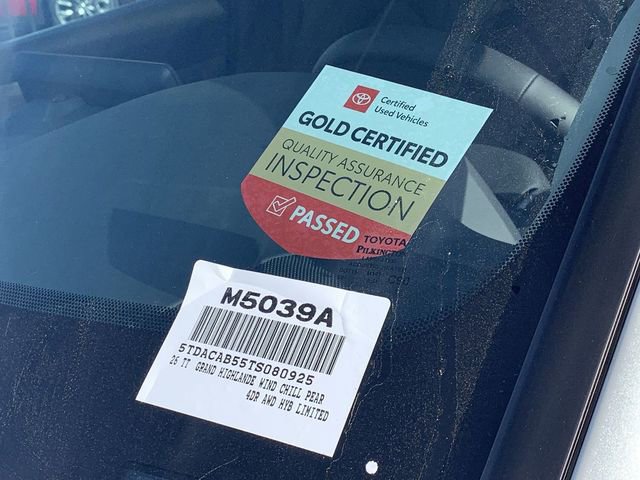 Certified
Used Vehicles
GOLD CERTIFIED
QUALITY ASSURANCE
INSPECTION
PASSED
TOYOTA
M5039A
5TDACAB55TS080925
26 TT GRAND HIGHLANDE WIND CHILL PEAR
4DR AWD HYB LIMITED